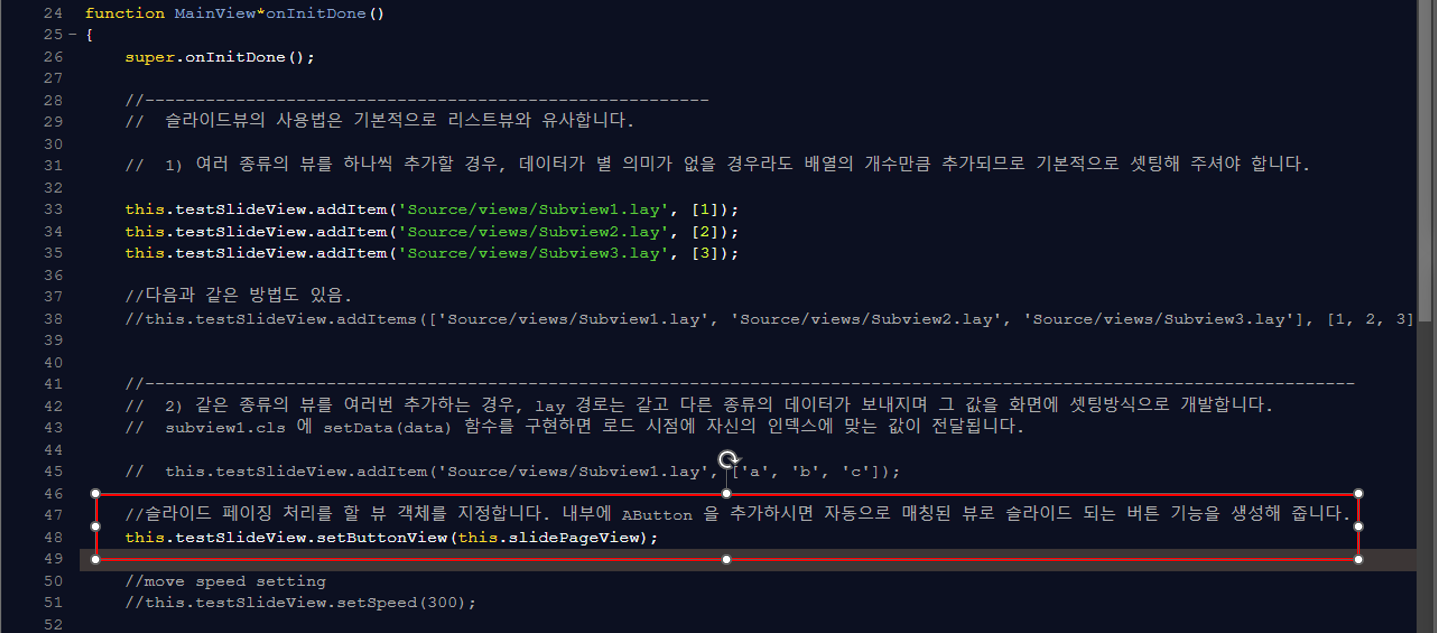 24 function MainView*onInitDone()
25 {
26 super.onInitDone();
27
28 //--------------------------------------------------------
29 //  슬라이드뷰의 사용법은 기본적으로 리스트뷰와 유사합니다.
30
31 //  1) 여러 종류의 뷰를 하나씩 추가할 경우, 데이터가 별 의미가 없을 경우라도 배열의 개수만큼 추가되므로 기본적으로 셋팅해 주셔야 합니다.
32
33 this.testSlideView.addItem('Source/views/Subview1.lay', [1]);
34 this.testSlideView.addItem('Source/views/Subview2.lay', [2]);
35 this.testSlideView.addItem('Source/views/Subview3.lay', [3]);
36
37 //다음과 같은 방법도 있음.
38 //this.testSlideView.addItems(['Source/views/Subview1.lay', 'Source/views/Subview2.lay', 'Source/views/Subview3.lay'], [1, 2, 3]
39
40
41 //------------------------------------------------------------------------------------------------------------------------
42 //  2) 같은 종류의 뷰를 여러번 추가하는 경우, lay 경로는 같고 다른 종류의 데이터가 보내지며 그 값을 화면에 셋팅방식으로 개발합니다.
43 //  subview1.cls 에 setData(data) 함수를 구현하면 로드 시점에 자신의 인덱스에 맞는 값이 전달됩니다.
44
45 //  this.testSlideView.addItem('Source/views/Subview1.lay', ['a', 'b', 'c']);
46
47 //슬라이드 페이징 처리를 할 뷰 객체를 지정합니다. 내부에 AButton 을 추가하시면 자동으로 매칭된 뷰로 슬라이드 되는 버튼 기능을 생성해 줍니다.
48 this.testSlideView.setButtonView(this.slidePageView);
49
50 //move speed setting
51 //this.testSlideView.setSpeed(300);
52